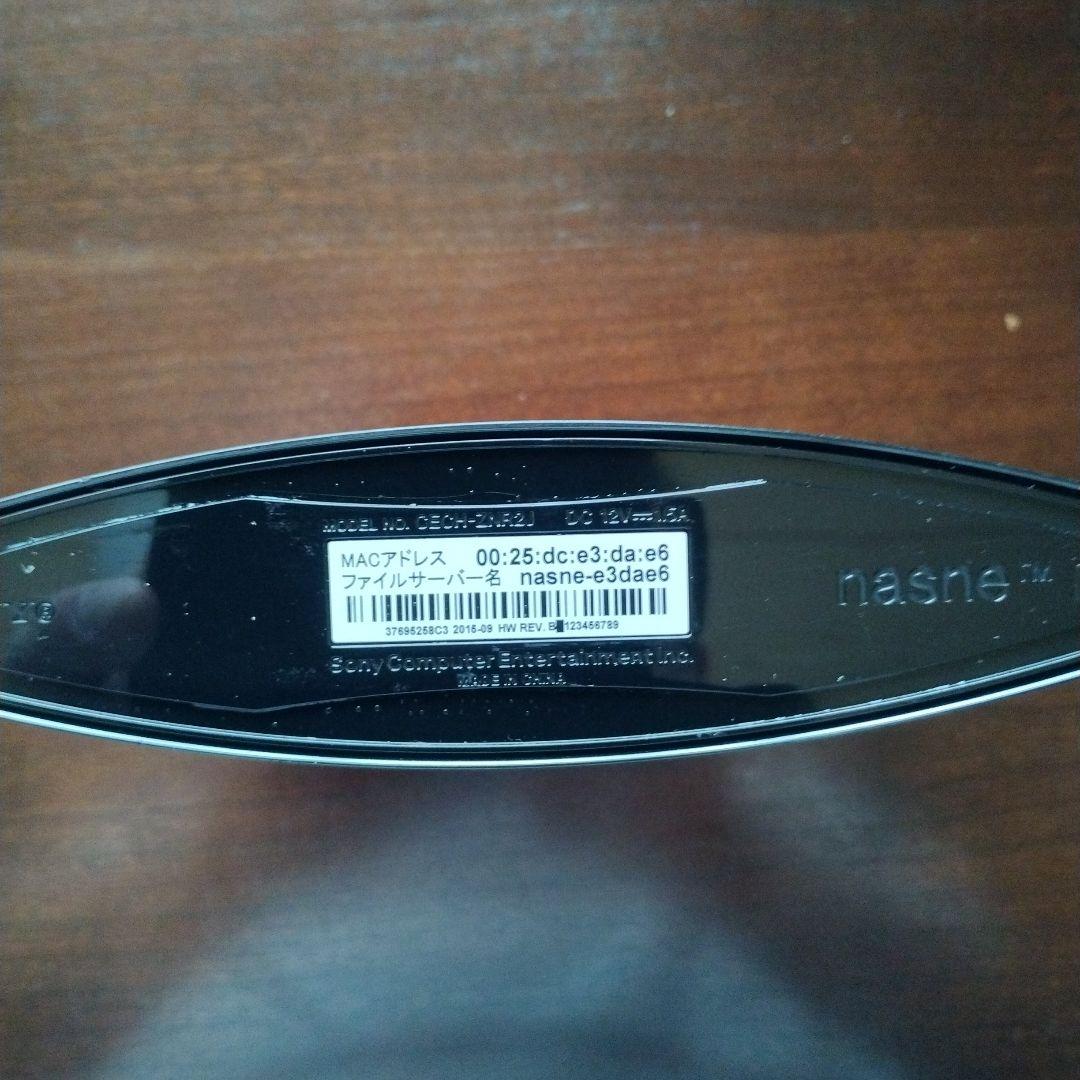 MODEL NO. CECH-ZNR2J DC 12V⎓1.5A
MACアドレス 00:25:dc:e3:da:e6
ファイルサーバー名 nasne-e3dae6
37695258C3 2015-09 HW REV. B 123456789
Sony Computer Entertainment Inc.
MADE IN CHINA
nasne™